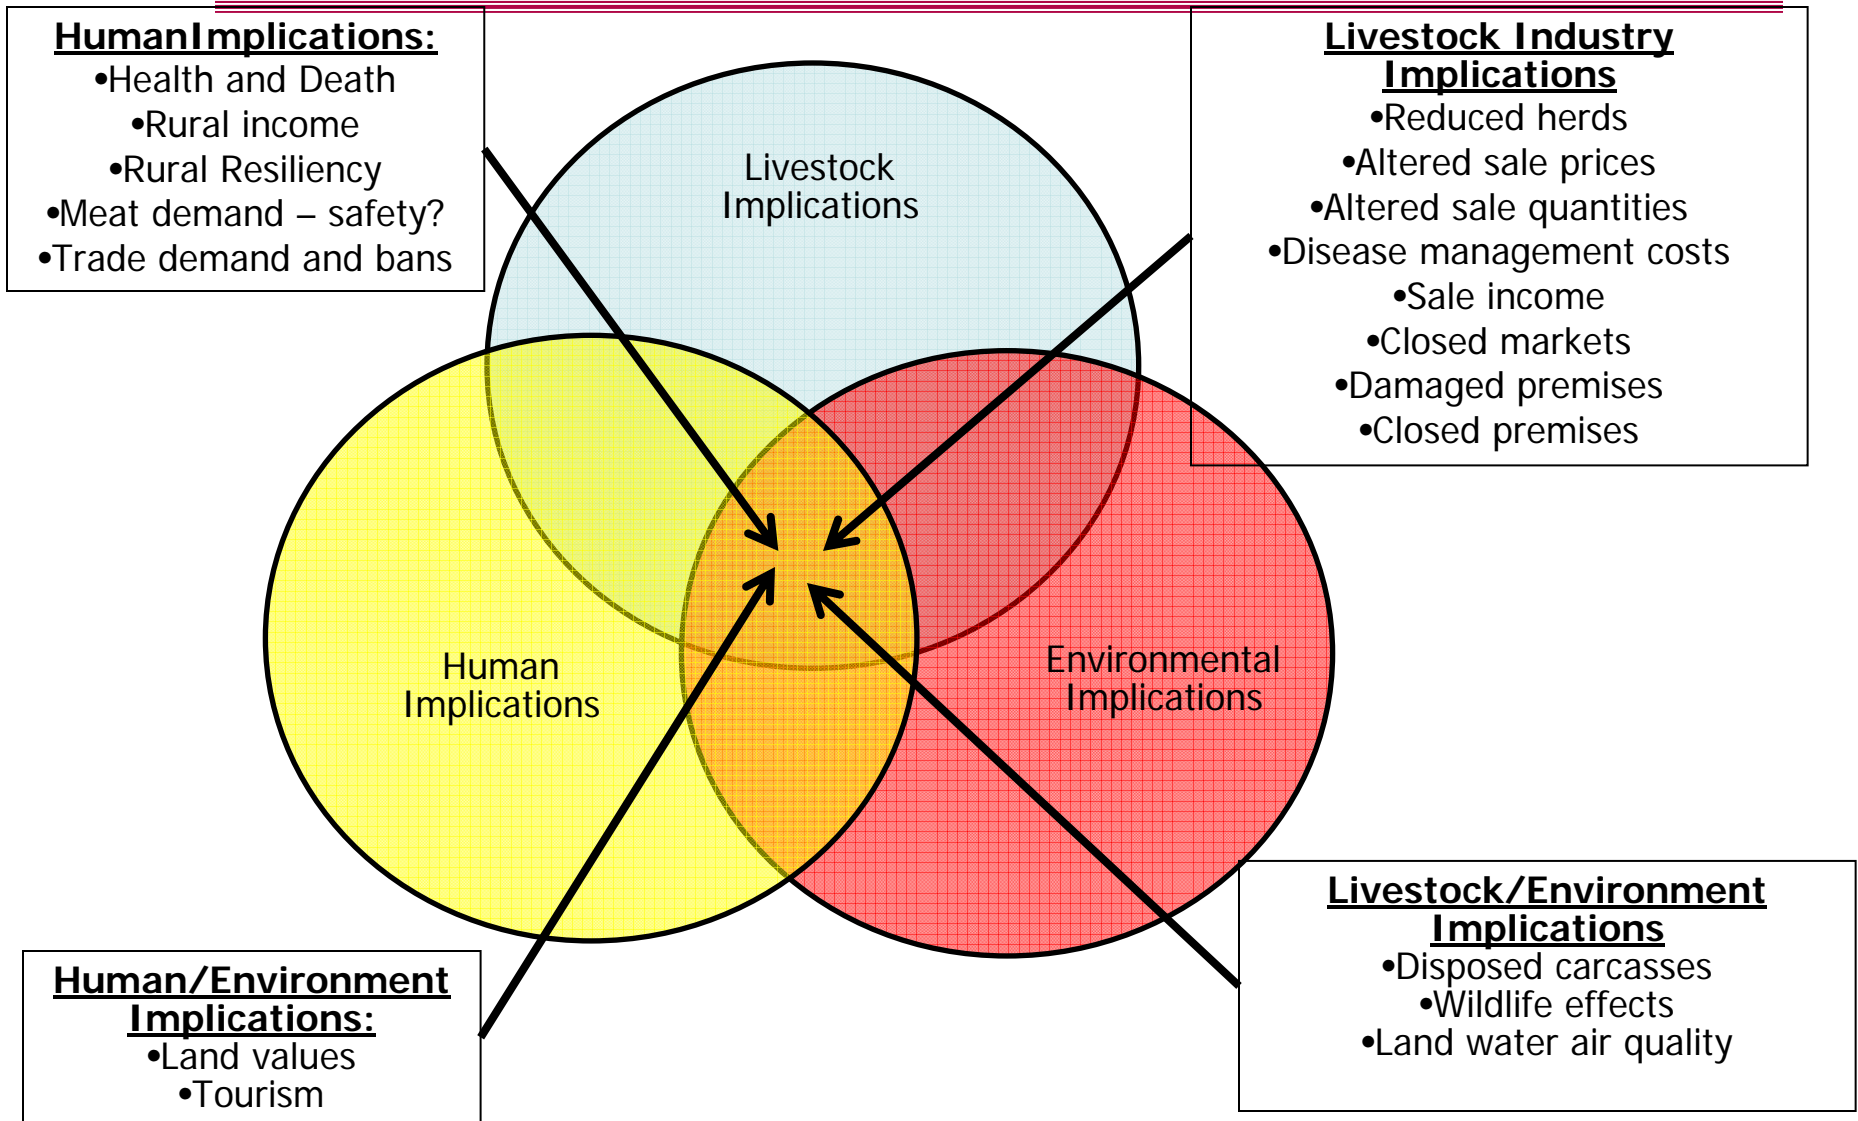 HumanImplications:
•Health and Death
•Rural income
•Rural Resiliency
•Meat demand – safety?
•Trade demand and bans
Livestock Industry
Implications
•Reduced herds
•Altered sale prices
•Altered sale quantities
•Disease management costs
•Sale income
•Closed markets
•Damaged premises
•Closed premises
Livestock
Implications
Human
Implications
Environmental
Implications
Human/Environment
Implications:
•Land values
•Tourism
Livestock/Environment
Implications
•Disposed carcasses
•Wildlife effects
•Land water air quality